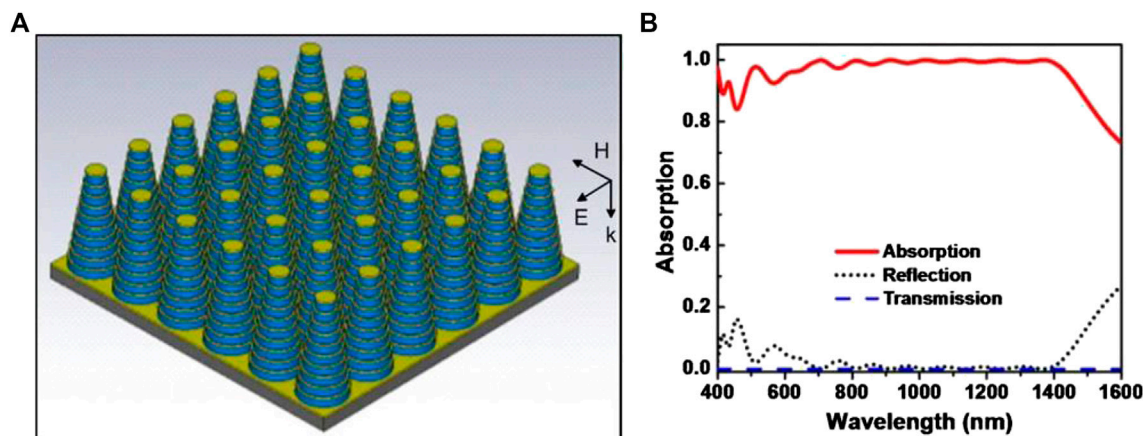 A
H
E
k
B
Absorption
1.0
0.8
0.6
0.4
0.2
0.0
Absorption
Reflection
Transmission
400 600 800 1000 1200 1400 1600
Wavelength (nm)